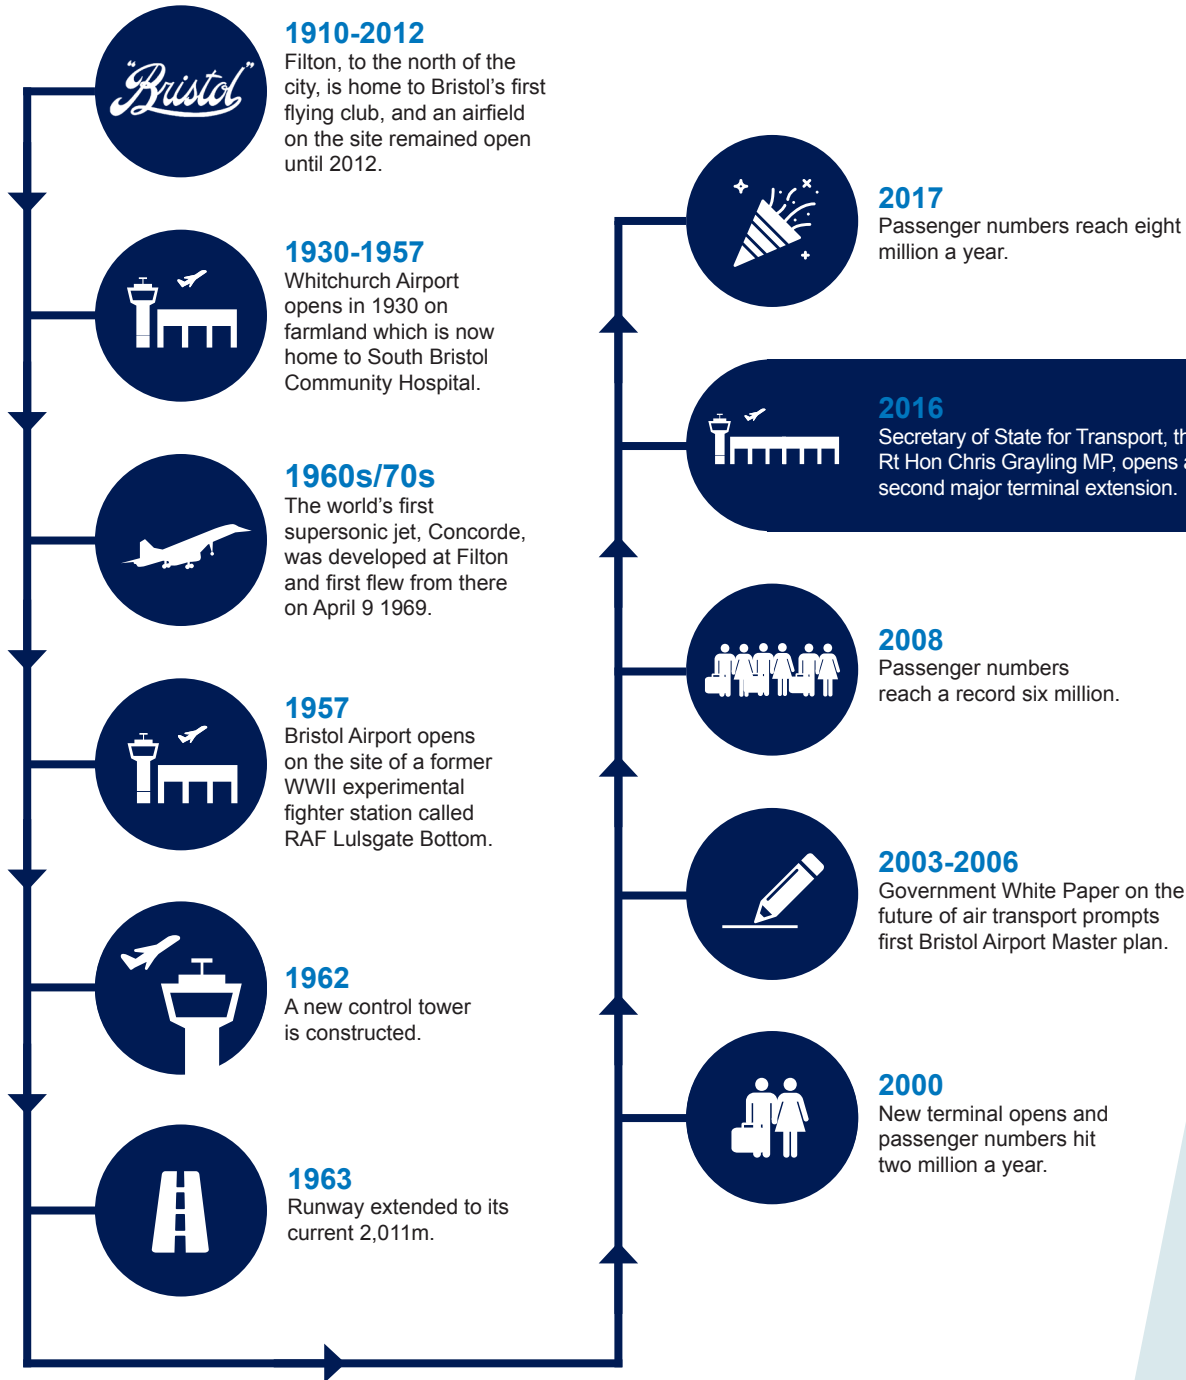 "Bristol"
1910-2012
Filton, to the north of the
city, is home to Bristol's first
flying club, and an airfield
on the site remained open
until 2012.
1930-1957
Whitchurch Airport
opens in 1930 on
farmland which is now
home to South Bristol
Community Hospital.
1960s/70s
The world's first
supersonic jet, Concorde,
was developed at Filton
and first flew from there
on April 9 1969.
1957
Bristol Airport opens
on the site of a former
WWII experimental
fighter station called
RAF Lulsgate Bottom.
1962
A new control tower
is constructed.
1963
Runway extended to its
current 2,011m.
2000
New terminal opens and
passenger numbers hit
two million a year.
2003-2006
Government White Paper on the
future of air transport prompts
first Bristol Airport Master plan.
2008
Passenger numbers
reach a record six million.
2016
Secretary of State for Transport,
Rt Hon Chris Grayling MP, opens
second major terminal extension.
2017
Passenger numbers reach eight
million a year.